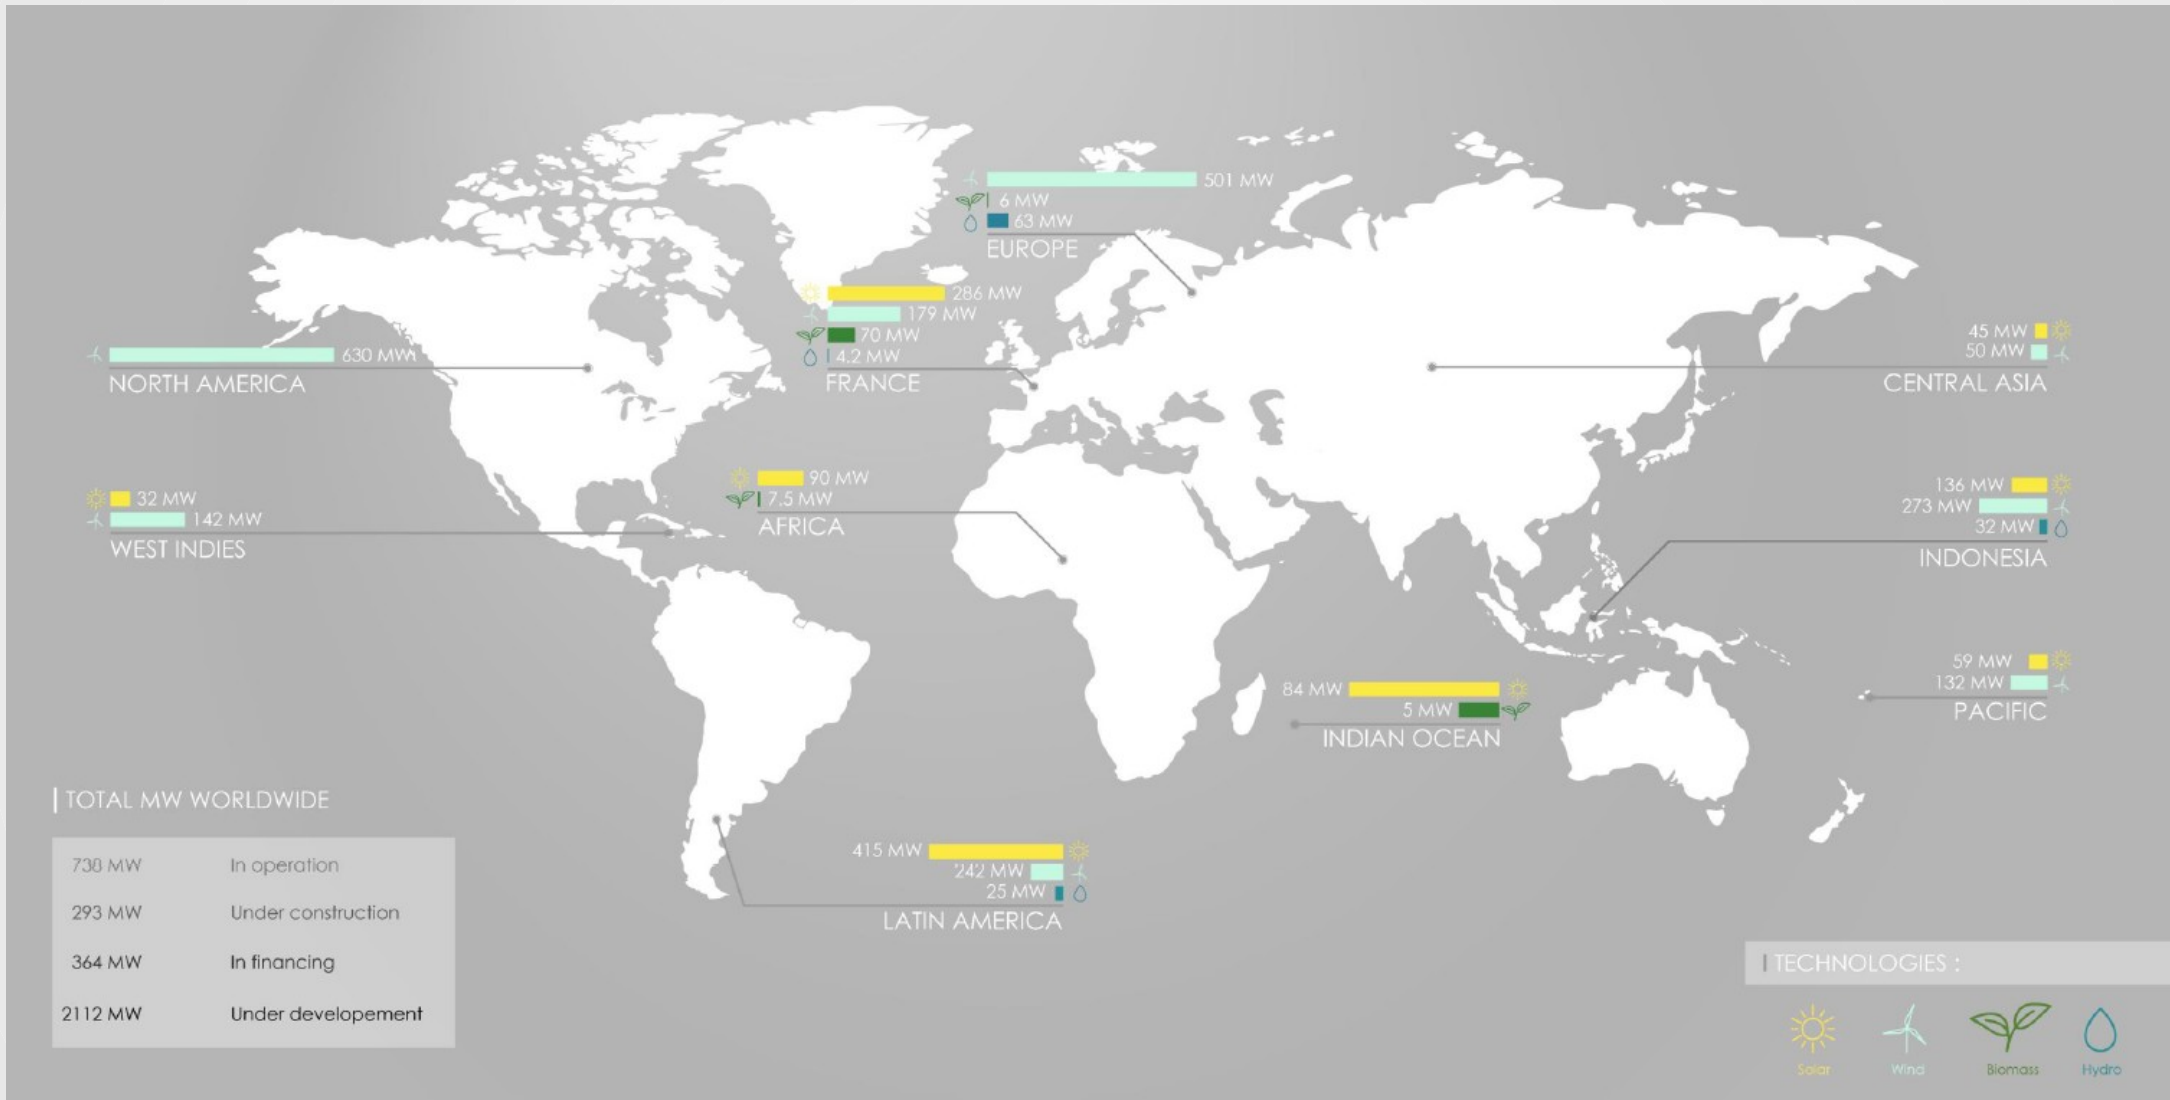 501 MW
6 MW
63 MW
EUROPE
286 MW
179 MW
70 MW
4.2 MW
FRANCE
630 MW
NORTH AMERICA
45 MW
50 MW
CENTRAL ASIA
90 MW
7.5 MW
AFRICA
32 MW
142 MW
WEST INDIES
136 MW
273 MW
32 MW
INDONESIA
59 MW
132 MW
PACIFIC
84 MW
5 MW
INDIAN OCEAN
415 MW
242 MW
25 MW
LATIN AMERICA
TOTAL MW WORLDWIDE
738 MW In operation
293 MW Under construction
364 MW In financing
2112 MW Under developement
TECHNOLOGIES :
Solar Wind Biomass Hydro